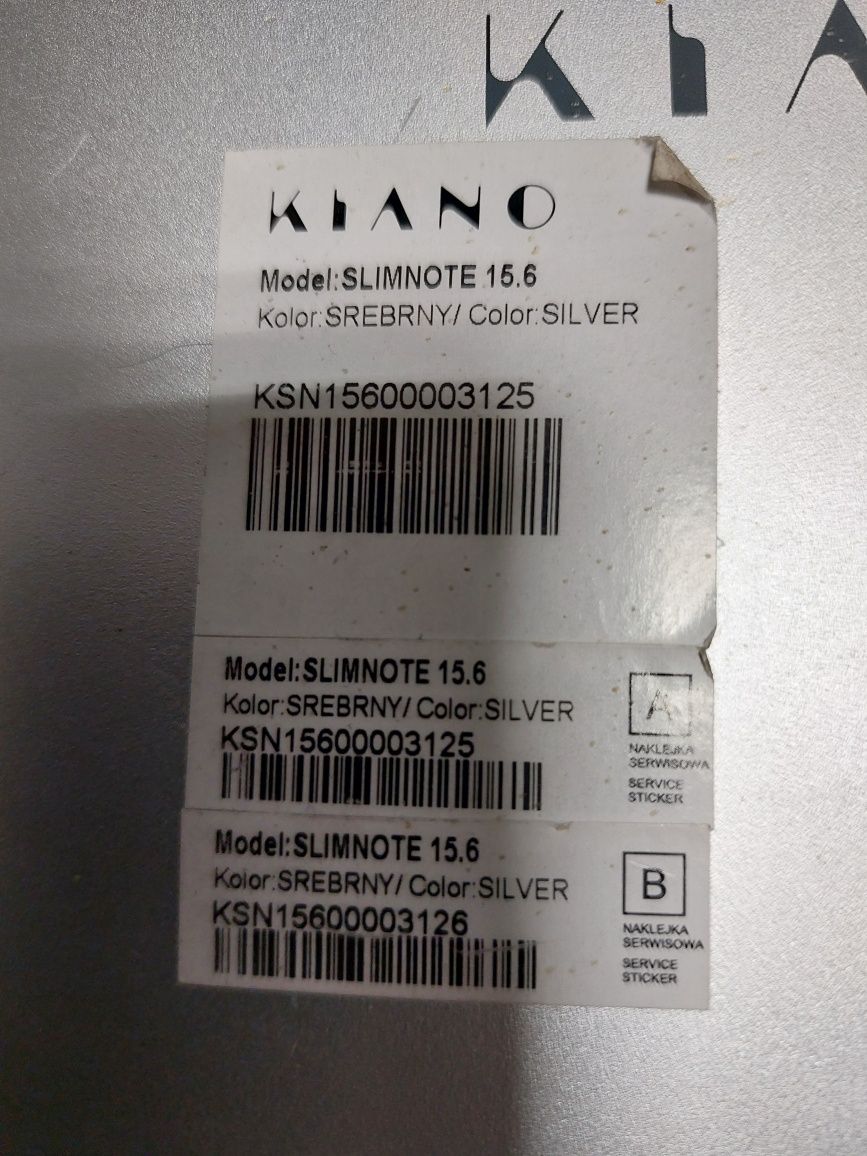 KIA
KIANO
Model:SLIMNOTE 15.6
Kolor:SREBRNY/ Color:SILVER
KSN15600003125
Model:SLIMNOTE 15.6
Kolor:SREBRNY/ Color:SILVER
KSN15600003125
A
NAKLEJKA
SERWISOWA
SERVICE
STICKER
Model:SLIMNOTE 15.6
Kolor:SREBRNY/ Color:SILVER
KSN15600003126
B
NAKLEJKA
SERWISOWA
SERVICE
STICKER